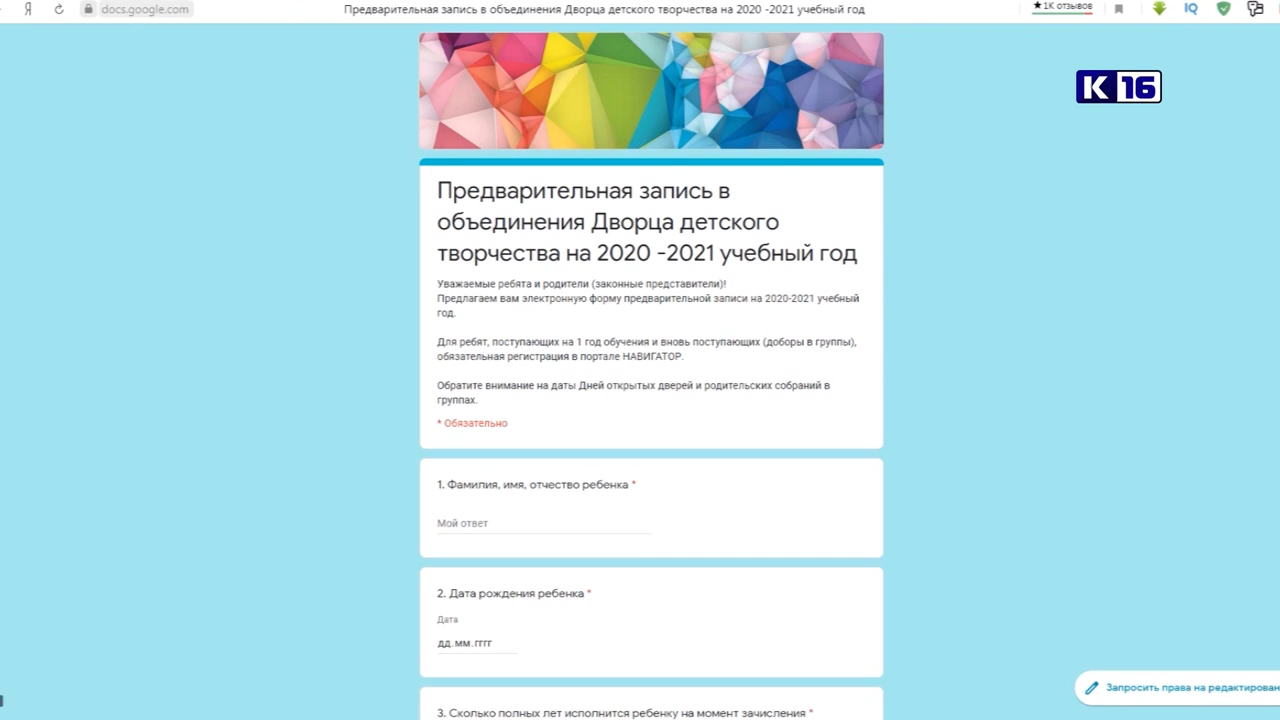 Я
docs.google.com
Предварительная запись в объединения Дворца детского творчества на 2020 -2021 учебный год
★1К отзывов
IQ
К 16
Предварительная запись в
объединения Дворца детского
творчества на 2020 -2021 учебный год
Уважаемые ребята и родители (законные представители)!
Предлагаем вам электронную форму предварительной записи на 2020-2021 учебный
год.
Для ребят, поступающих на 1 год обучения и вновь поступающих (доборы в группы),
обязательная регистрация в портале НАВИГАТОР.
Обратите внимание на даты Дней открытых дверей и родительских собраний в
группах.
* Обязательно
1. Фамилия, имя, отчество ребенка *
Мой ответ
2. Дата рождения ребенка *
Дата
дд.мм.гггг
3. Сколько полных лет исполнится ребенку на момент зачисления *
Запросить права на редактирован